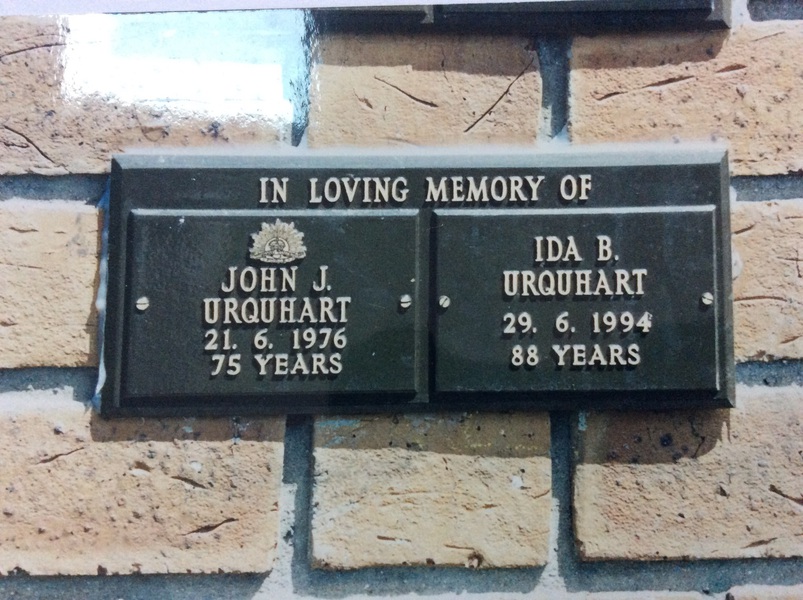 IN LOVING MEMORY OF
JOHN J.
URQUHART
21. 6. 1976
75 YEARS
IDA B.
URQUHART
29. 6. 1994
88 YEARS